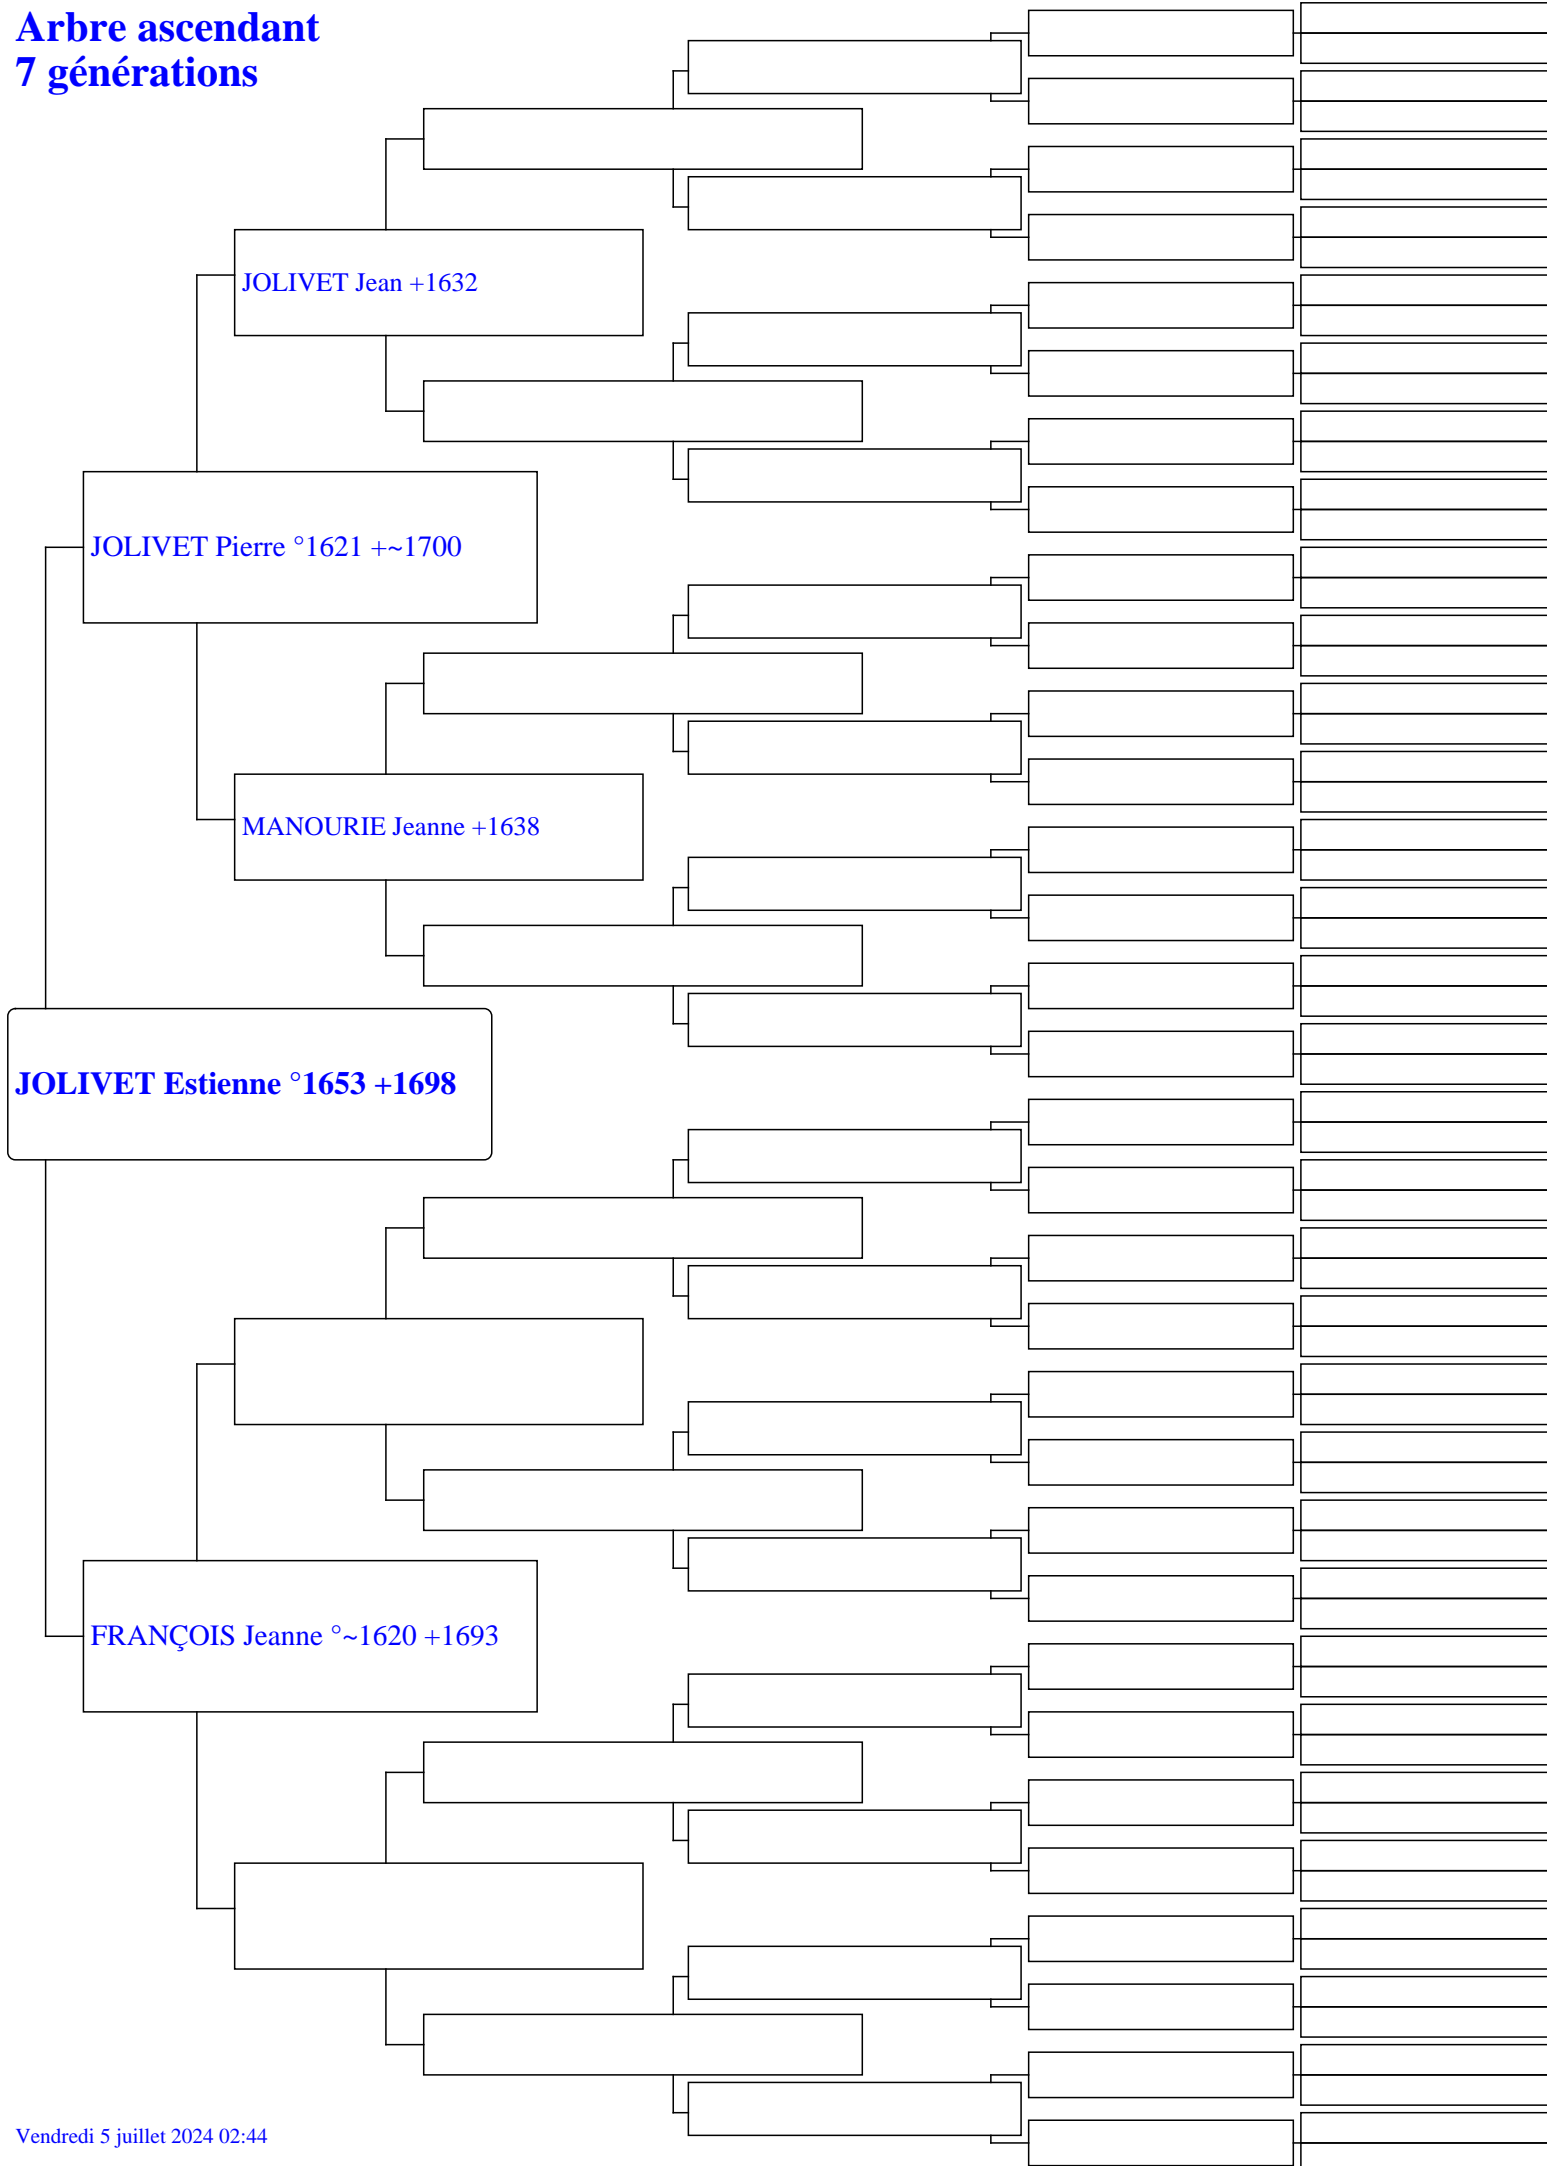 Arbre ascendant
7 générations
JOLIVET Jean +1632
JOLIVET Pierre °1621 +~1700
MANOURIE Jeanne +1638
JOLIVET Estienne °1653 +1698
FRANÇOIS Jeanne °~1620 +1693
Vendredi 5 juillet 2024 02:44